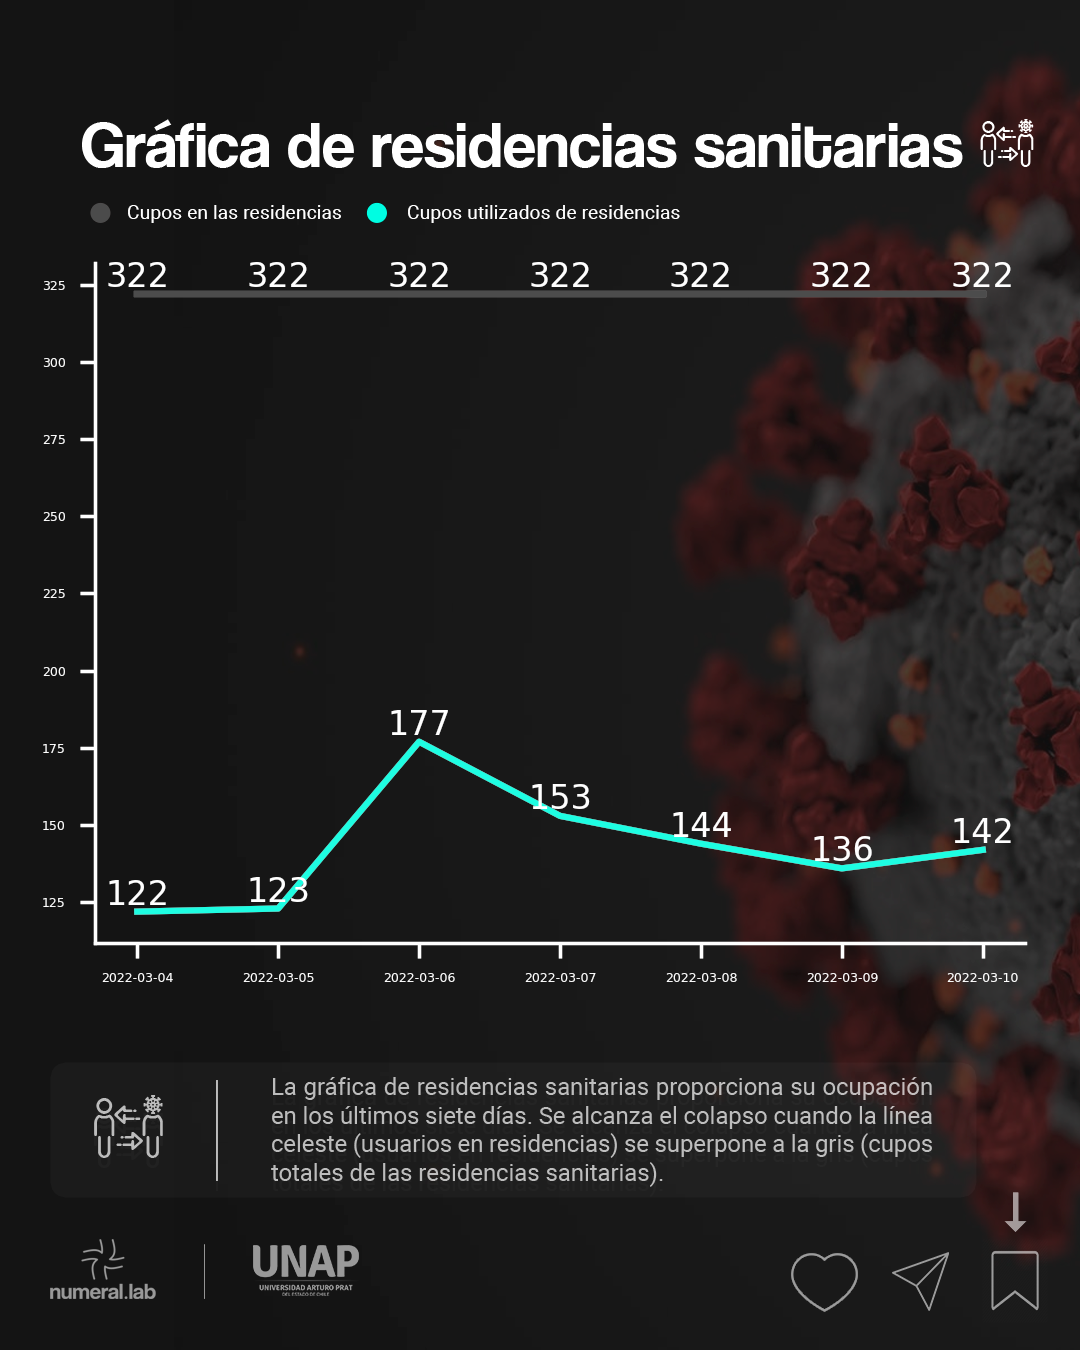 Gráfica de residencias sanitarias
Cupos en las residencias Cupos utilizados de residencias
322 322 322 322 322 322 322
325
300
275
250
225
200
175
150
125
177
153
144
136
142
122
123
2022-03-04 2022-03-05 2022-03-06 2022-03-07 2022-03-08 2022-03-09 2022-03-10
La gráfica de residencias sanitarias proporciona su ocupación
en los últimos siete días. Se alcanza el colapso cuando la línea
celeste (usuarios en residencias) se superpone a la gris (cupos
totales de las residencias sanitarias).
numeral.lab
UNAP
UNIVERSIDAD ARTURO PRAT
DEL ESTADO DE CHILE